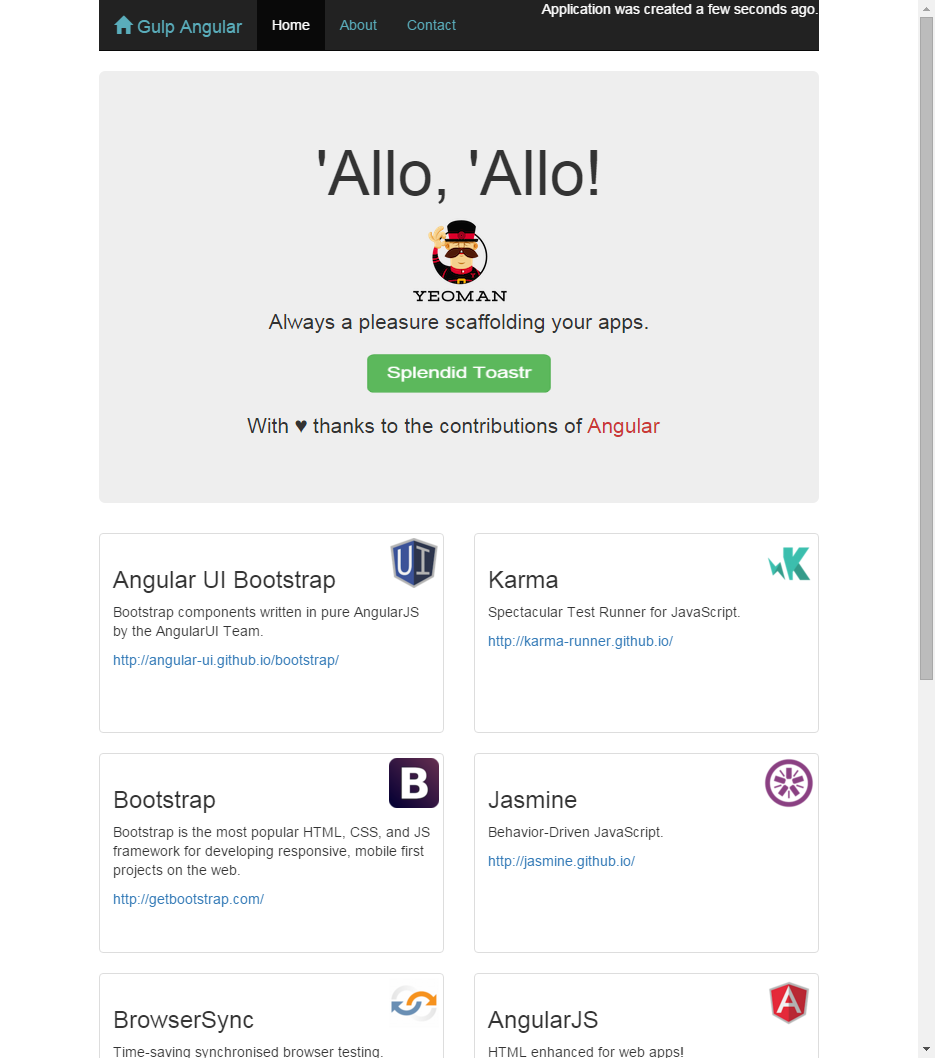 Gulp Angular Home About Contact Application was created a few seconds ago.
'Allo, 'Allo!
YEOMAN
Always a pleasure scaffolding your apps.
Splendid Toastr
With ♥ thanks to the contributions of Angular
UI
Angular UI Bootstrap
Bootstrap components written in pure AngularJS
by the AngularUI Team.
http://angular-ui.github.io/bootstrap/
K
Karma
Spectacular Test Runner for JavaScript.
http://karma-runner.github.io/
B
Bootstrap
Bootstrap is the most popular HTML, CSS, and JS
framework for developing responsive, mobile first
projects on the web.
http://getbootstrap.com/
Jasmine
Behavior-Driven JavaScript.
http://jasmine.github.io/
BrowserSync
Time-saving synchronised browser testing.
A
AngularJS
HTML enhanced for web apps!